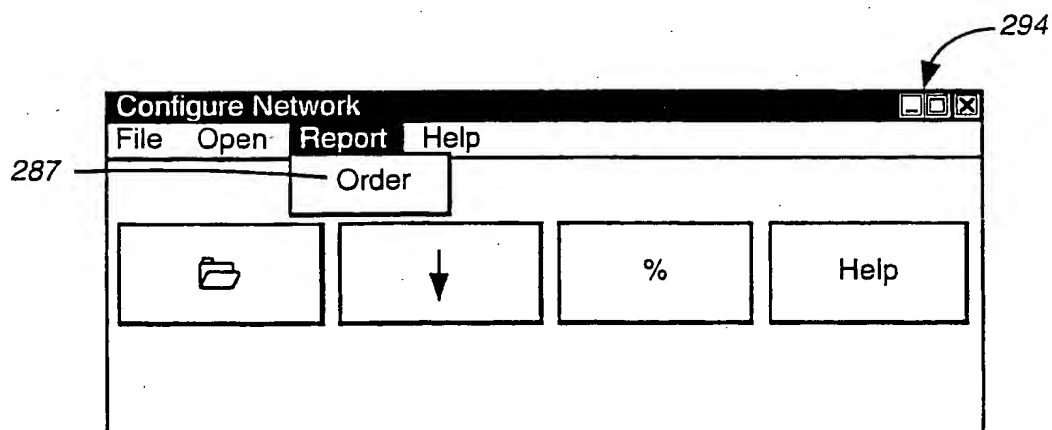 294
Configure Network
File Open Report Help
287 Order
% Help